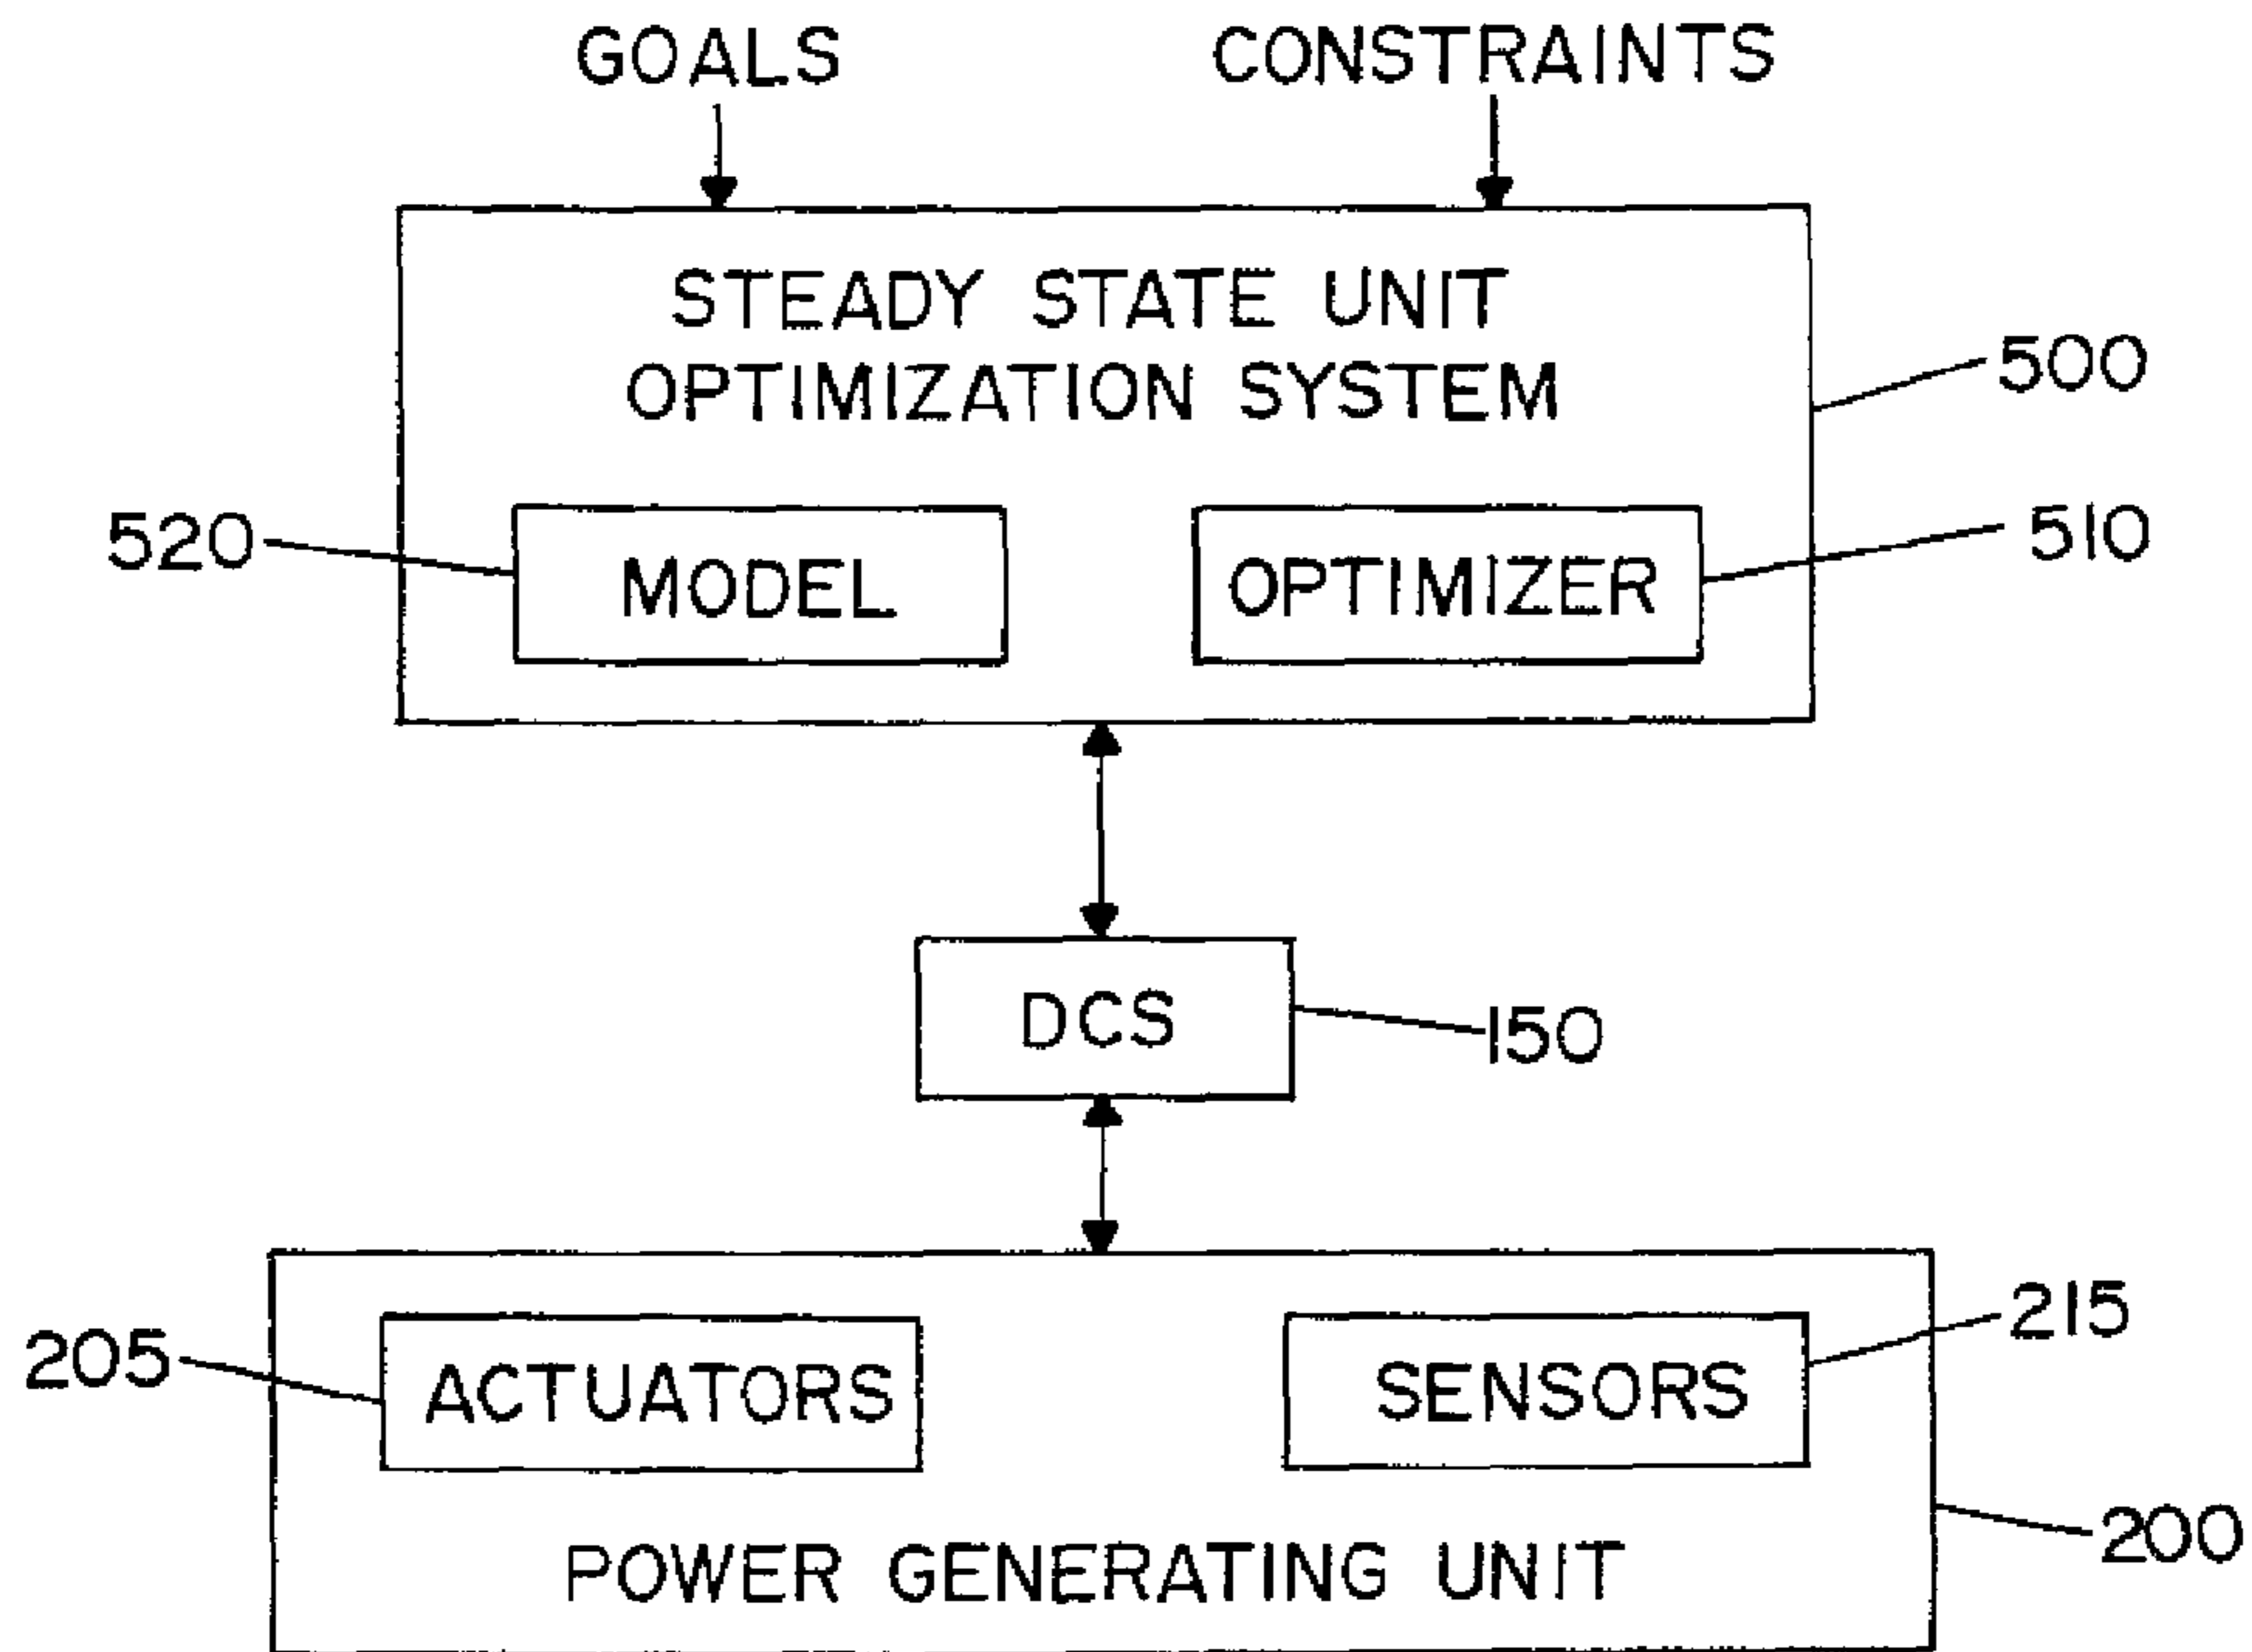 GOALS CONSTRAINTS
STEADY STATE UNIT
OPTIMIZATION SYSTEM
500
520
MODEL
OPTIMIZER
510
DCS
150
205
ACTUATORS
SENSORS
215
POWER GENERATING UNIT
200